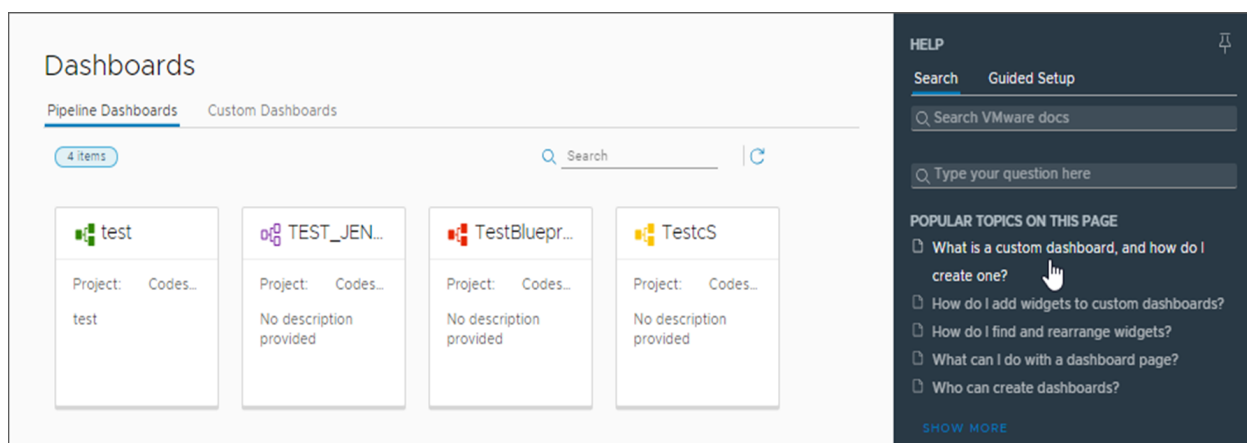 Dashboards
Pipeline Dashboards Custom Dashboards
4 items
Search
test
Project: Codes...
test
TEST_JEN...
Project: Codes...
No description
provided
TestBluepr...
Project: Codes...
No description
provided
TestcS
Project: Codes...
No description
provided
HELP
Search Guided Setup
Search VMware docs
Type your question here
POPULAR TOPICS ON THIS PAGE
What is a custom dashboard, and how do I
create one?
How do I add widgets to custom dashboards?
How do I find and rearrange widgets?
What can I do with a dashboard page?
Who can create dashboards?
SHOW MORE